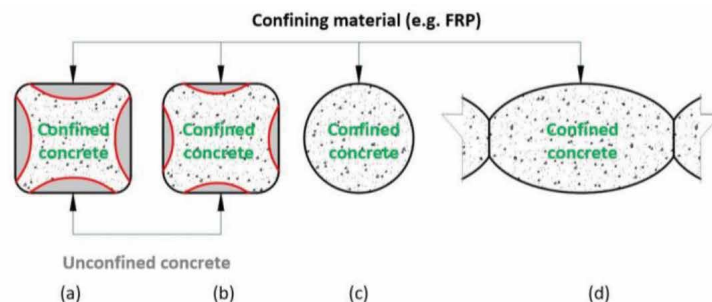 Confining material (e.g. FRP)
Confined
concrete
Confined
concrete
Confined
concrete
Confined
concrete
Unconfined concrete
(a)
(b)
(c)
(d)